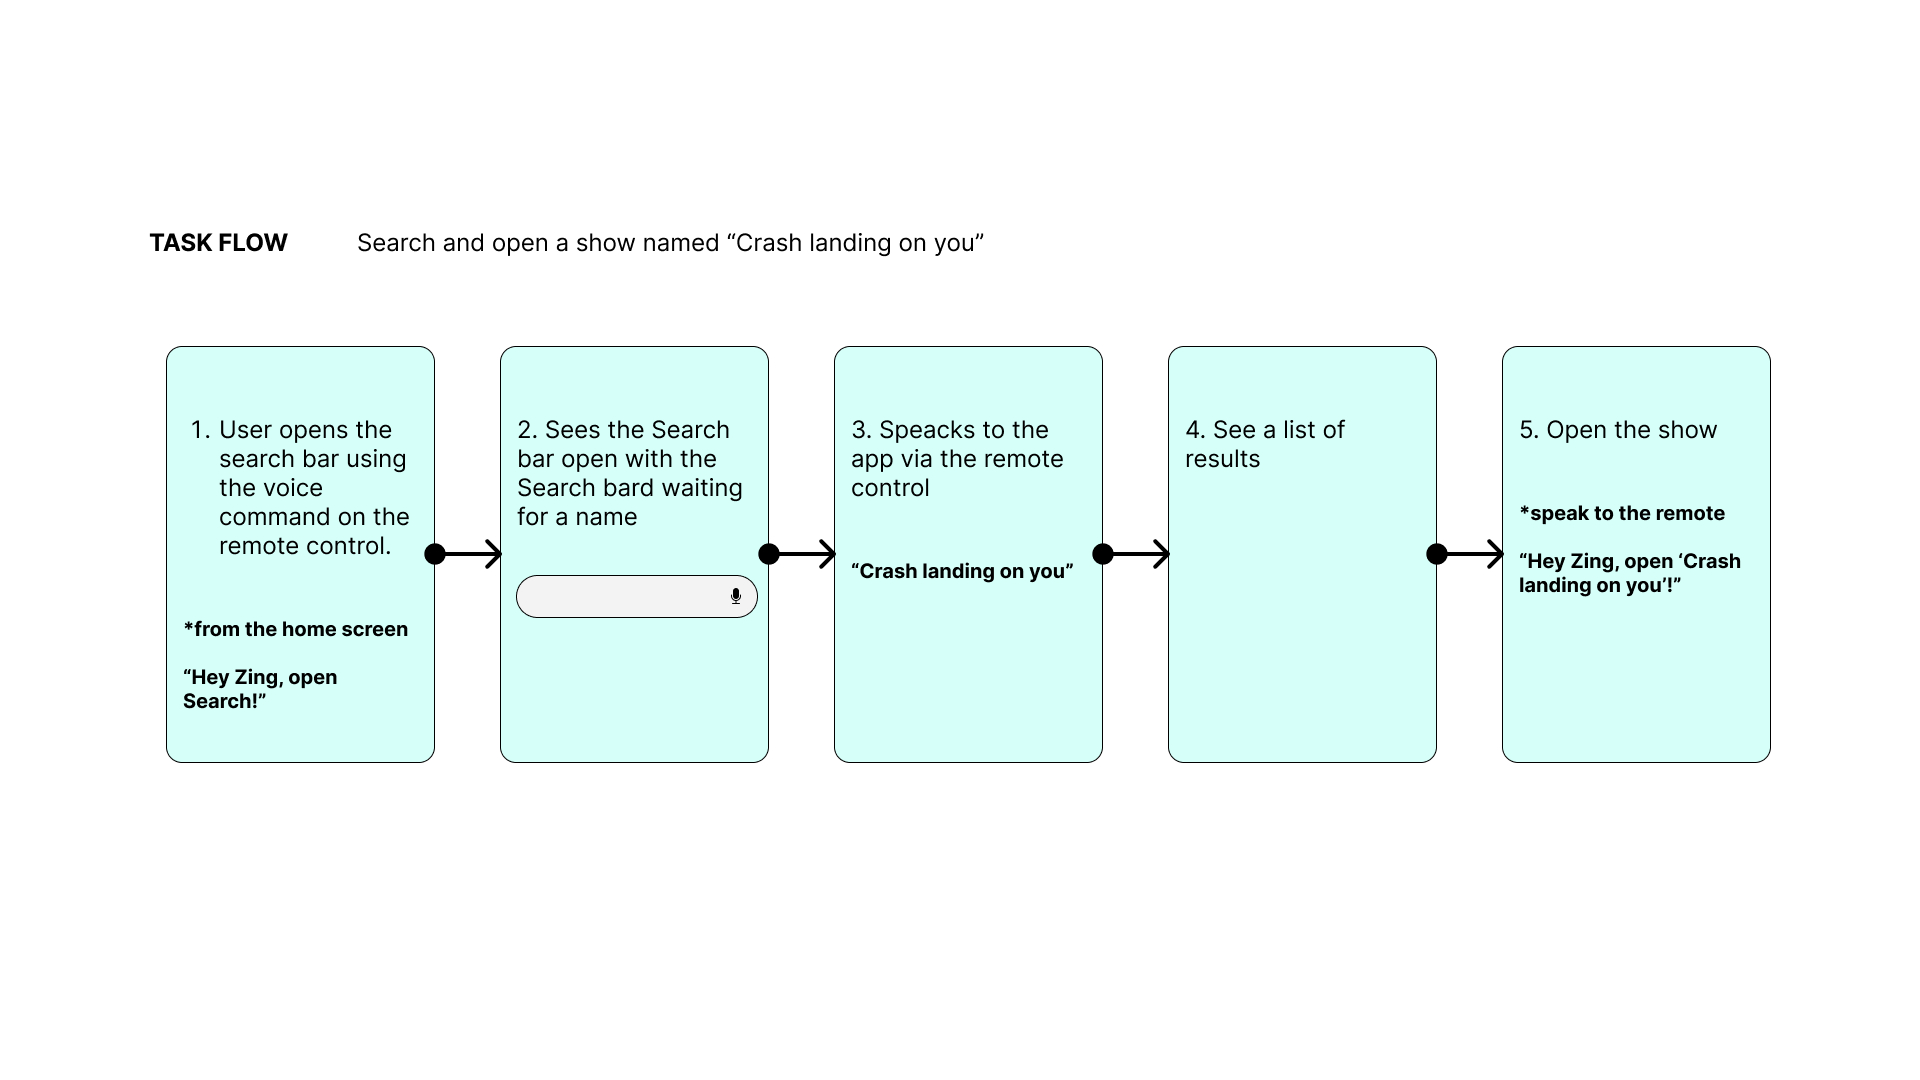 TASK FLOW
Search and open a show named “Crash landing on you”
1. User opens the
search bar using
the voice
command on the
remote control.
*from the home screen
“Hey Zing, open
Search!”
2. Sees the Search
bar open with the
Search bard waiting
for a name
3. Speacks to the
app via the remote
control
“Crash landing on you”
4. See a list of
results
5. Open the show
*speak to the remote
“Hey Zing, open ‘Crash
landing on you’!”